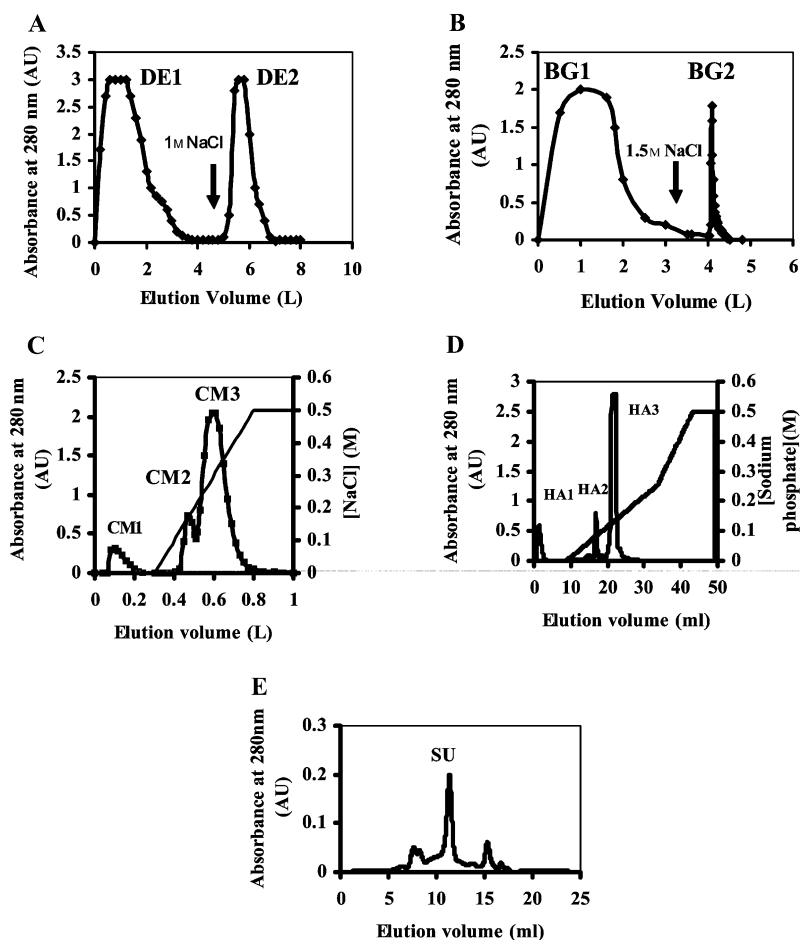 A
Absorbance at 280 nm (AU)
3.5
3
2.5
2
1.5
1
0.5
0
DE1
DE2
1M NaCl
0 2 4 6 8 10
Elution Volume (L)
B
Absorbance at 280 nm
(AU)
2.5
2
1.5
1
0.5
0
BG1
BG2
1.5M NaCl
0 1 2 3 4 5 6
Elution Volume (L)
C
Absorbance at 280 nm
(AU)
2.5
2
1.5
1
0.5
0
CM3
CM2
CM1
0.6
0.5
0.4
0.3
0.2
0.1
0
[NaCl] (M)
0 0.2 0.4 0.6 0.8 1
Elution volume (L)
D
Absorbance at 280 nm
(AU)
3
2.5
2
1.5
1
0.5
0
HA3
HA1
HA2
0.6
0.5
0.4
0.3
0.2
0.1
0
[Sodium
phosphate](M)
0 10 20 30 40 50
Elution volume (ml)
E
Absorbance at 280nm
(AU)
0.3
0.2
0.1
0
SU
0 5 10 15 20 25
Elution volume (ml)